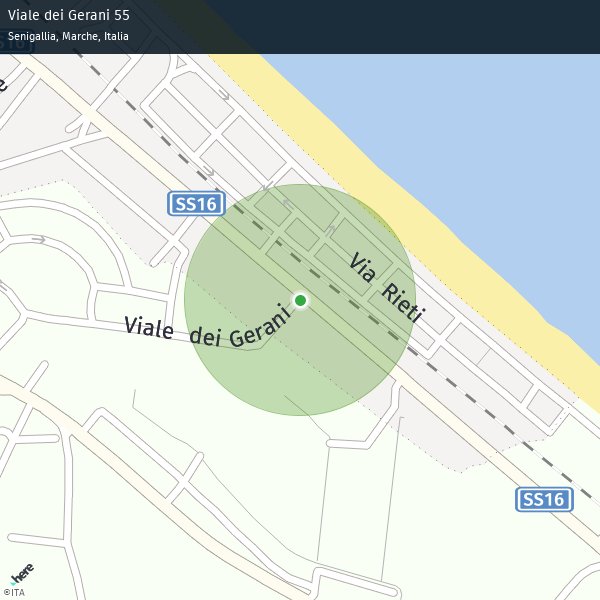 Viale dei Gerani 55
Senigallia, Marche, Italia
SS16
Via Rieti
Viale dei Gerani
SS16
here
©ITA